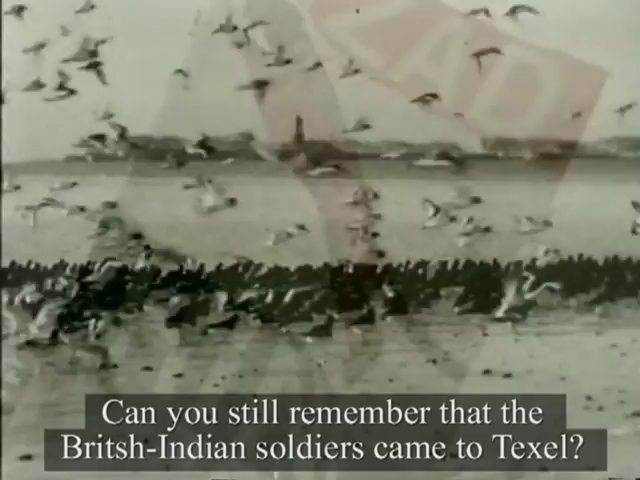 Can you still remember that the
Britsh-Indian soldiers came to Texel?